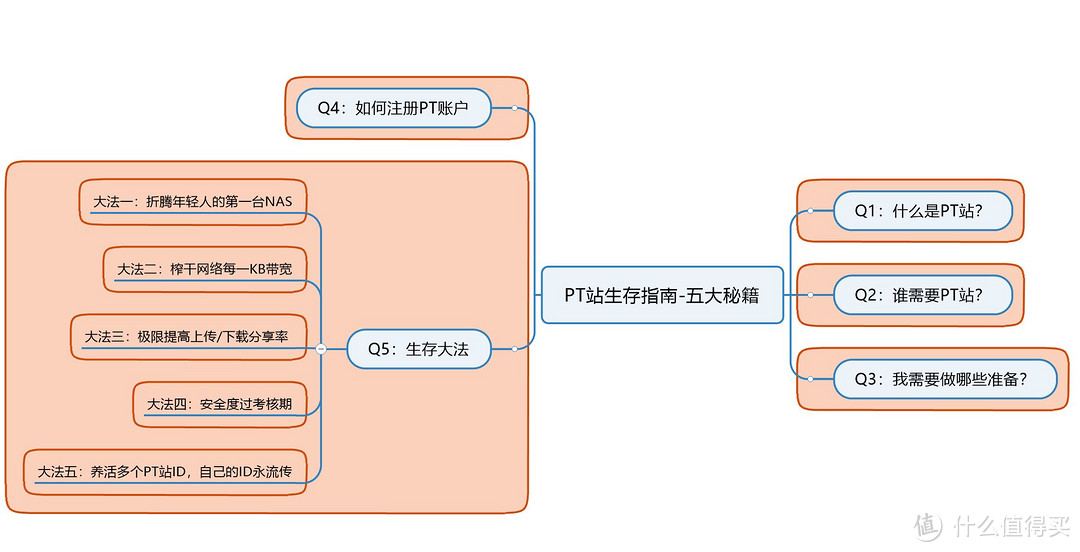 PT站生存指南-五大秘籍
Q1：什么是PT站？
Q2：谁需要PT站？
Q3：我需要做哪些准备？
Q4：如何注册PT账户
Q5：生存大法
大法一：折腾年轻人的第一台NAS
大法二：榨干网络每一KB带宽
大法三：极限提高上传/下载分享率
大法四：安全度过考核期
大法五：养活多个PT站ID，自己的ID永流传
值 什么值得买